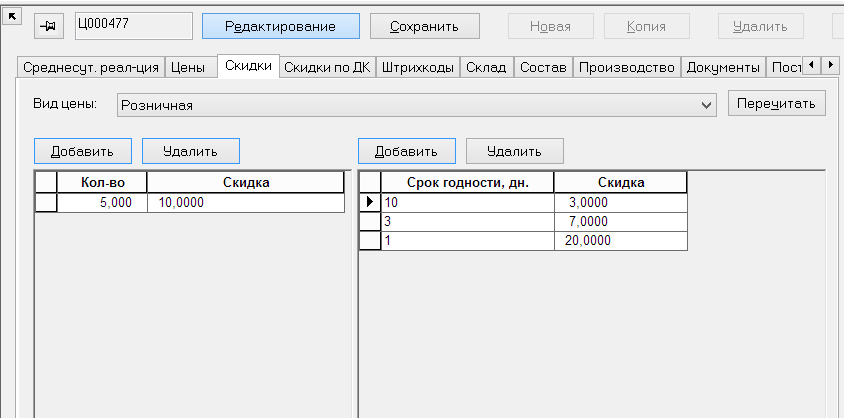 Ц000477 Редактирование Сохранить Новая Копия Удалить
Среднесут. реал-ция Цены Скидки Скидки по ДК Штрихкоды Склад Состав Производство Документы Пост
Вид цены: Розничная Перечитать
Добавить Удалить Добавить Удалить
Кол-во Скидка Срок годности, дн. Скидка
5,000 10,0000 10 3,0000
3 7,0000
1 20,0000